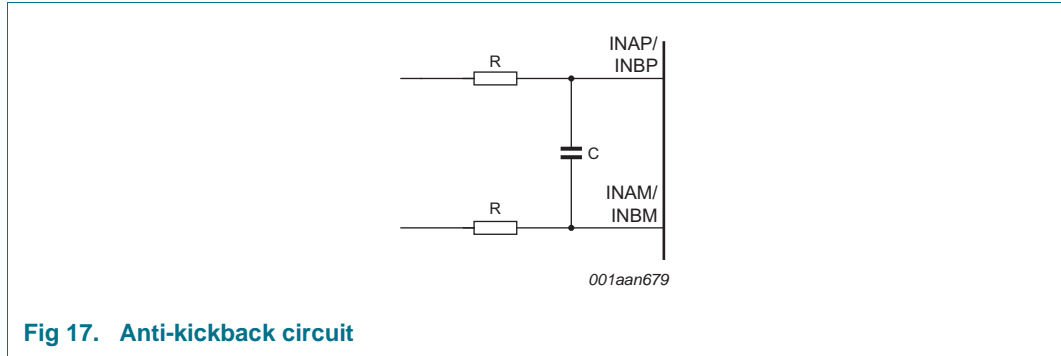 INAP/
INBP
R
C
INAM/
INBM
R
001aan679
Fig 17. Anti-kickback circuit